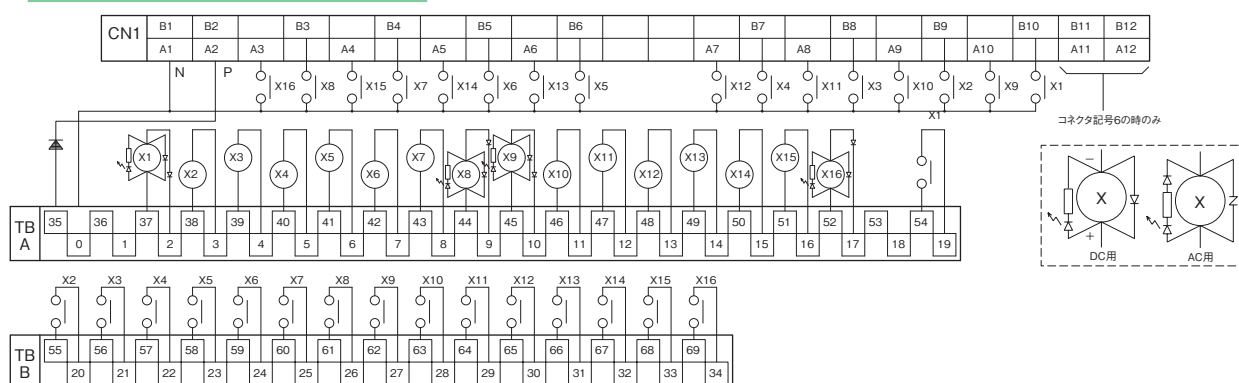 CN1 B1 B2 B3 B4 B5 B6 B7 B8 B9 B10 B11 B12
A1 A2 A3 A4 A5 A6 A7 A8 A9 A10 A11 A12
N P
X16 X8 X15 X7 X14 X6 X13 X5 X12 X4 X11 X3 X10 X2 X9 X1
コネクタ記号6の時のみ
X1
X1 X2 X3 X4 X5 X6 X7 X8 X9 X10 X11 X12 X13 X14 X15 X16
TB A
35 36 37 38 39 40 41 42 43 44 45 46 47 48 49 50 51 52 53 54
0 1 2 3 4 5 6 7 8 9 10 11 12 13 14 15 16 17 18 19
X X
− +
DC用 AC用
X2 X3 X4 X5 X6 X7 X8 X9 X10 X11 X12 X13 X14 X15 X16
TB B
55 56 57 58 59 60 61 62 63 64 65 66 67 68 69
20 21 22 23 24 25 26 27 28 29 30 31 32 33 34